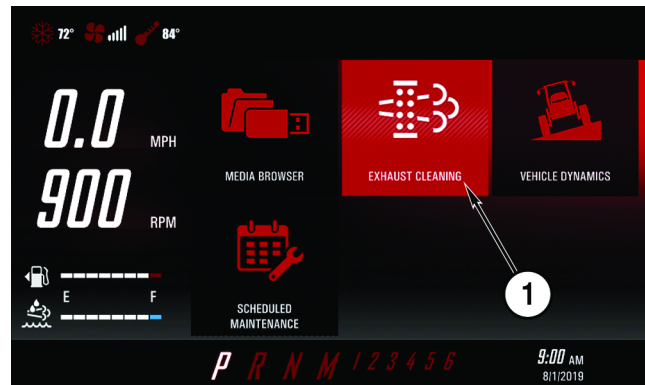 72°
84°
0.0 MPH
900 RPM
E F
MEDIA BROWSER
EXHAUST CLEANING
VEHICLE DYNAMICS
SCHEDULED
MAINTENANCE
1
P R N M 1 2 3 4 5 6
9:00 AM
8/1/2019